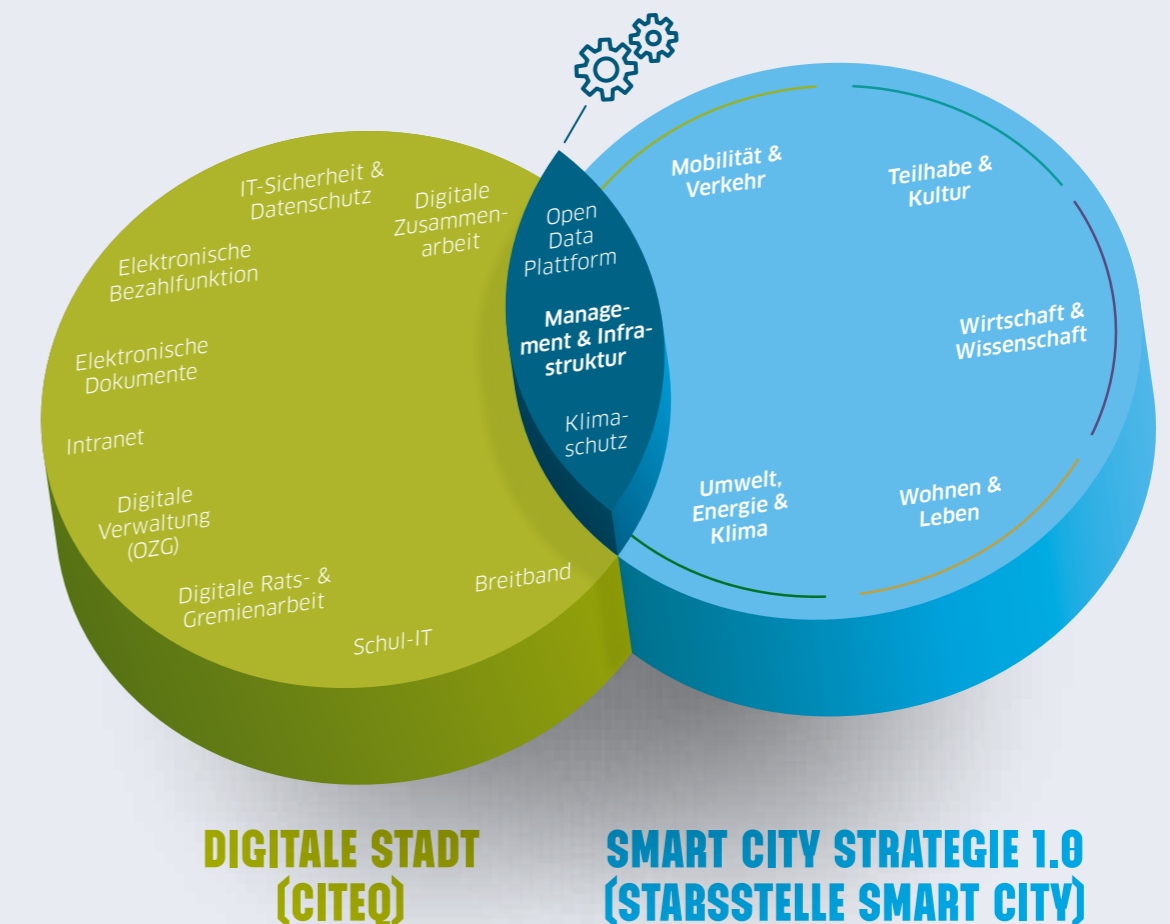 IT-Sicherheit &
Datenschutz
Digitale
Zusammen-
arbeit
Elektronische
Bezahlfunktion
Elektronische
Dokumente
Intranet
Digitale
Verwaltung
(OZG)
Digitale Rats- &
Gremienarbeit
Schul-IT
Breitband
Open
Data
Plattform
Manage-
ment & Infra-
struktur
Klima-
schutz
Mobilität &
Verkehr
Teilhabe &
Kultur
Wirtschaft &
Wissenschaft
Wohnen &
Leben
Umwelt,
Energie &
Klima
DIGITALE STADT
(CITEQ)
SMART CITY STRATEGIE 1.0
(STABSSTELLE SMART CITY)